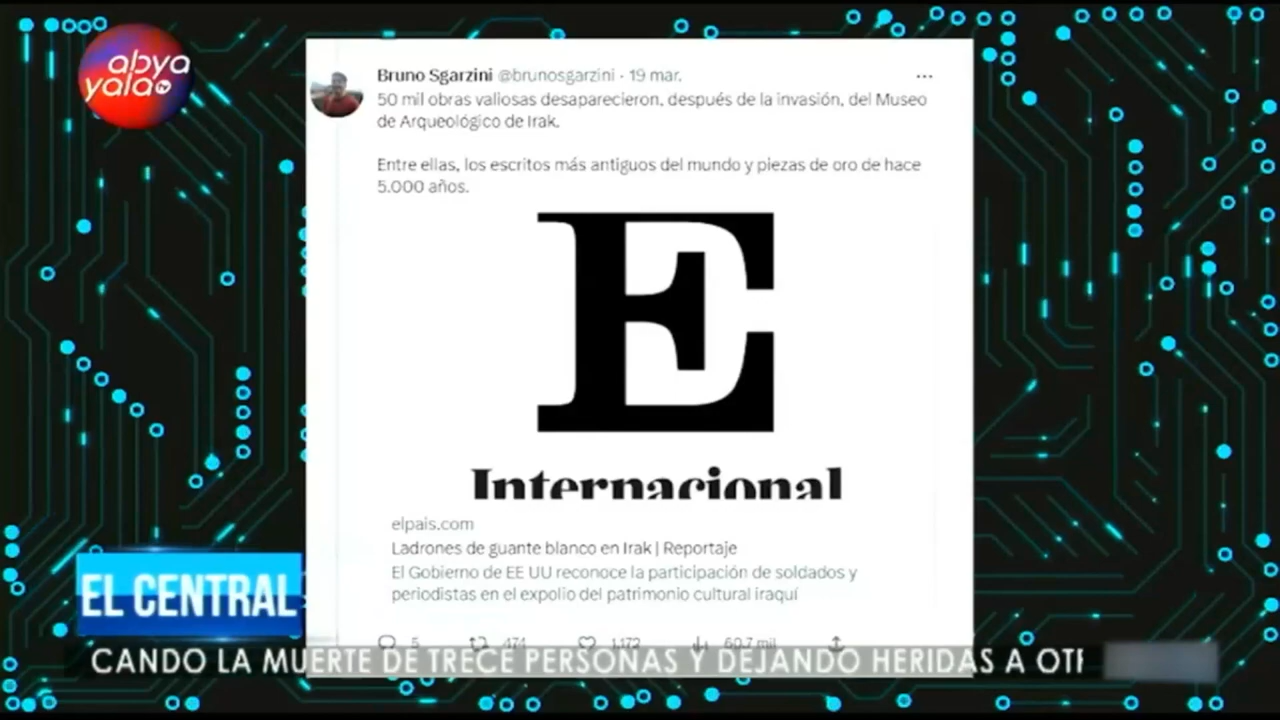 abya
yala tv
Bruno Sgarzini @brunosgarzini · 19 mar.
50 mil obras valiosas desaparecieron, después de la invasión, del Museo
de Arqueológico de Irak.
Entre ellas, los escritos más antiguos del mundo y piezas de oro de hace
5.000 años.
E
Internacional
elpais.com
Ladrones de guante blanco en Irak | Reportaje
El Gobierno de EE UU reconoce la participación de soldados y
periodistas en el expolio del patrimonio cultural iraquí
5 474 1.172 60,7 mil
EL CENTRAL
CANDO LA MUERTE DE TRECE PERSONAS Y DEJANDO HERIDAS A OTR